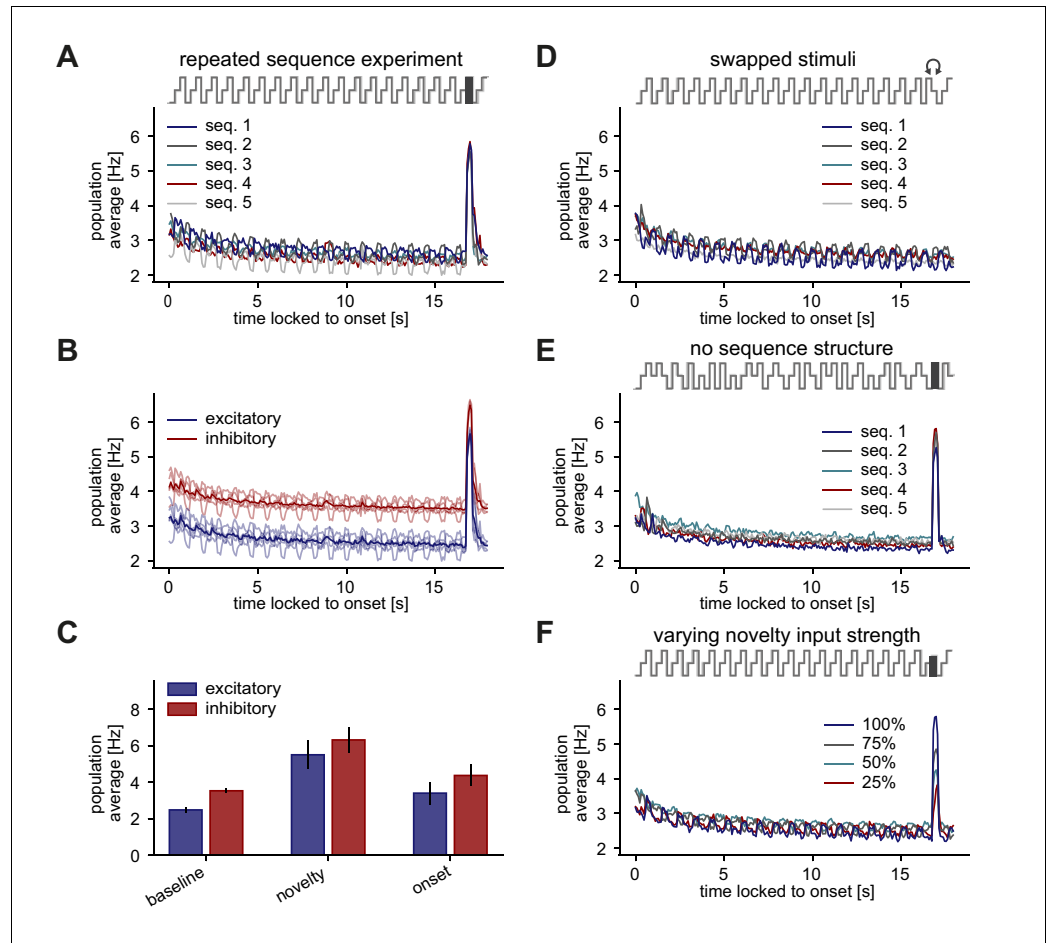 A
repeated sequence experiment
population
average [Hz]
6
5
4
3
2
seq. 1
seq. 2
seq. 3
seq. 4
seq. 5
0
5
10
15
time locked to onset [s]
B
population
average [Hz]
6
5
4
3
2
excitatory
inhibitory
0
5
10
15
time locked to onset [s]
C
population
average [Hz]
8
6
4
2
0
excitatory
inhibitory
baseline
novelty
onset
D
swapped stimuli
population
average [Hz]
6
5
4
3
2
seq. 1
seq. 2
seq. 3
seq. 4
seq. 5
0
5
10
15
time locked to onset [s]
E
no sequence structure
population
average [Hz]
6
5
4
3
2
seq. 1
seq. 2
seq. 3
seq. 4
seq. 5
0
5
10
15
time locked to onset [s]
F
varying novelty input strength
population
average [Hz]
6
5
4
3
2
100%
75%
50%
25%
0
5
10
15
time locked to onset [s]